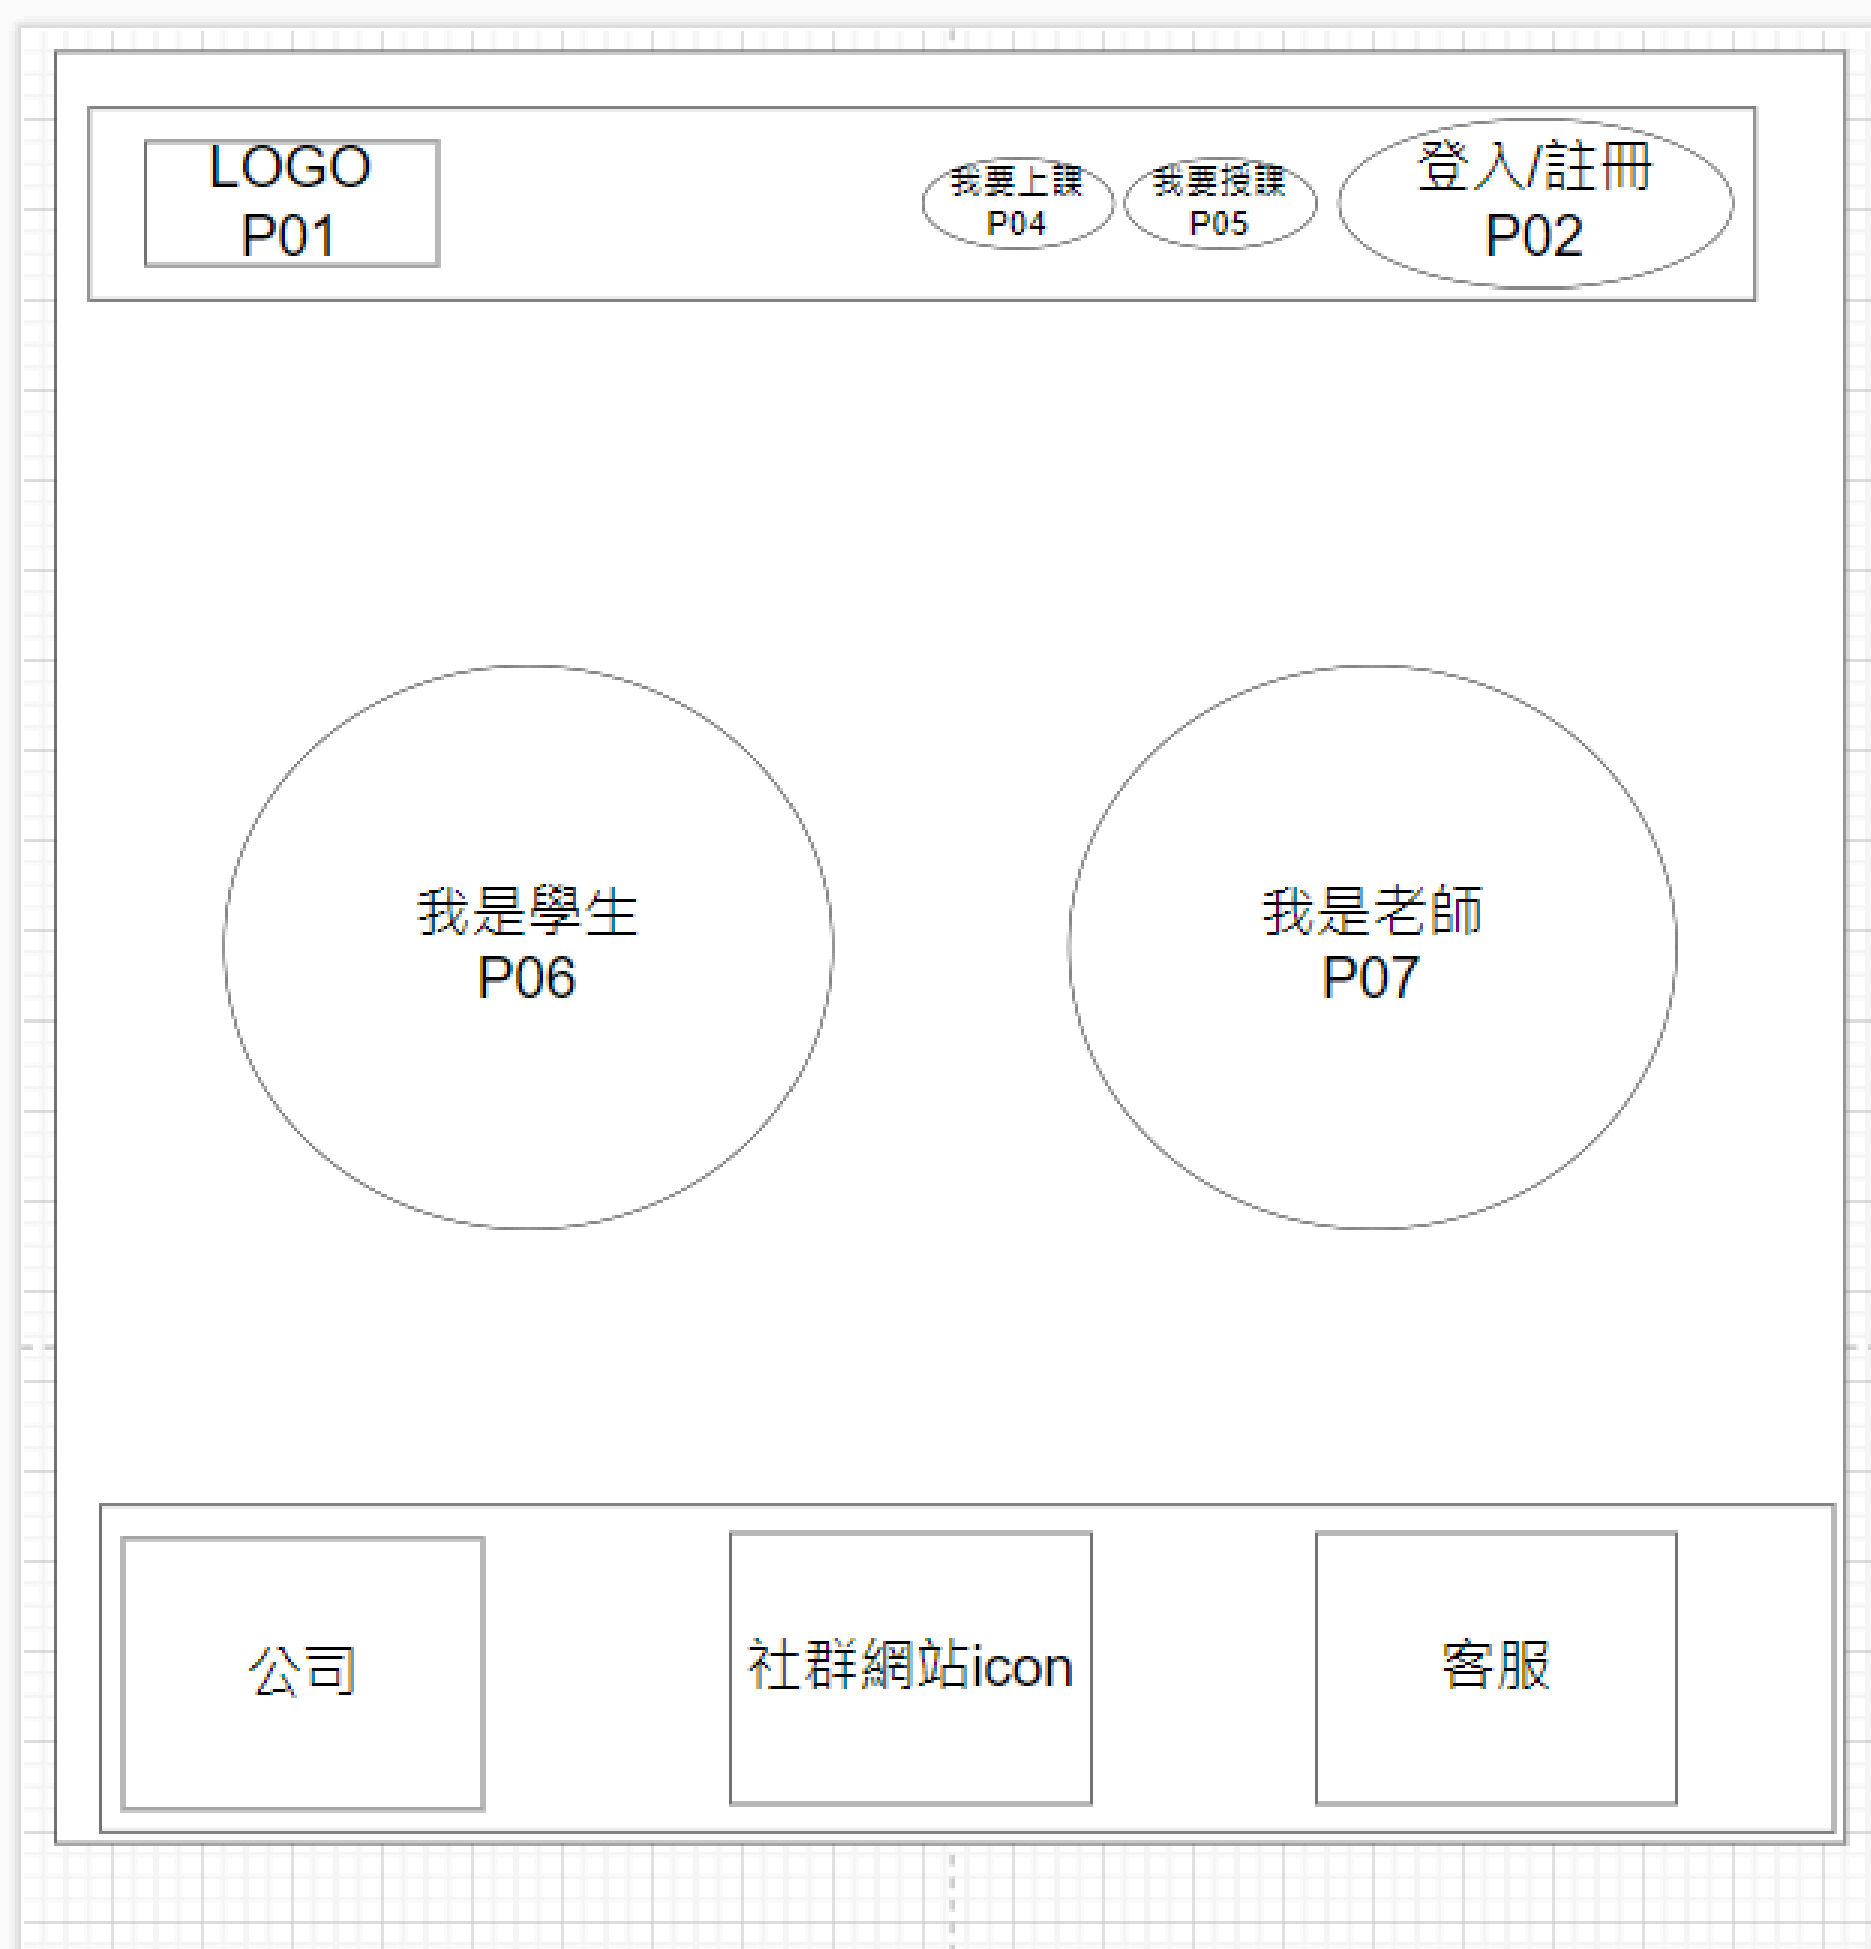 LOGO
P01
我要上課
P04
我要授課
P05
登入/註冊
P02
我是學生
P06
我是老師
P07
公司
社群網站icon
客服